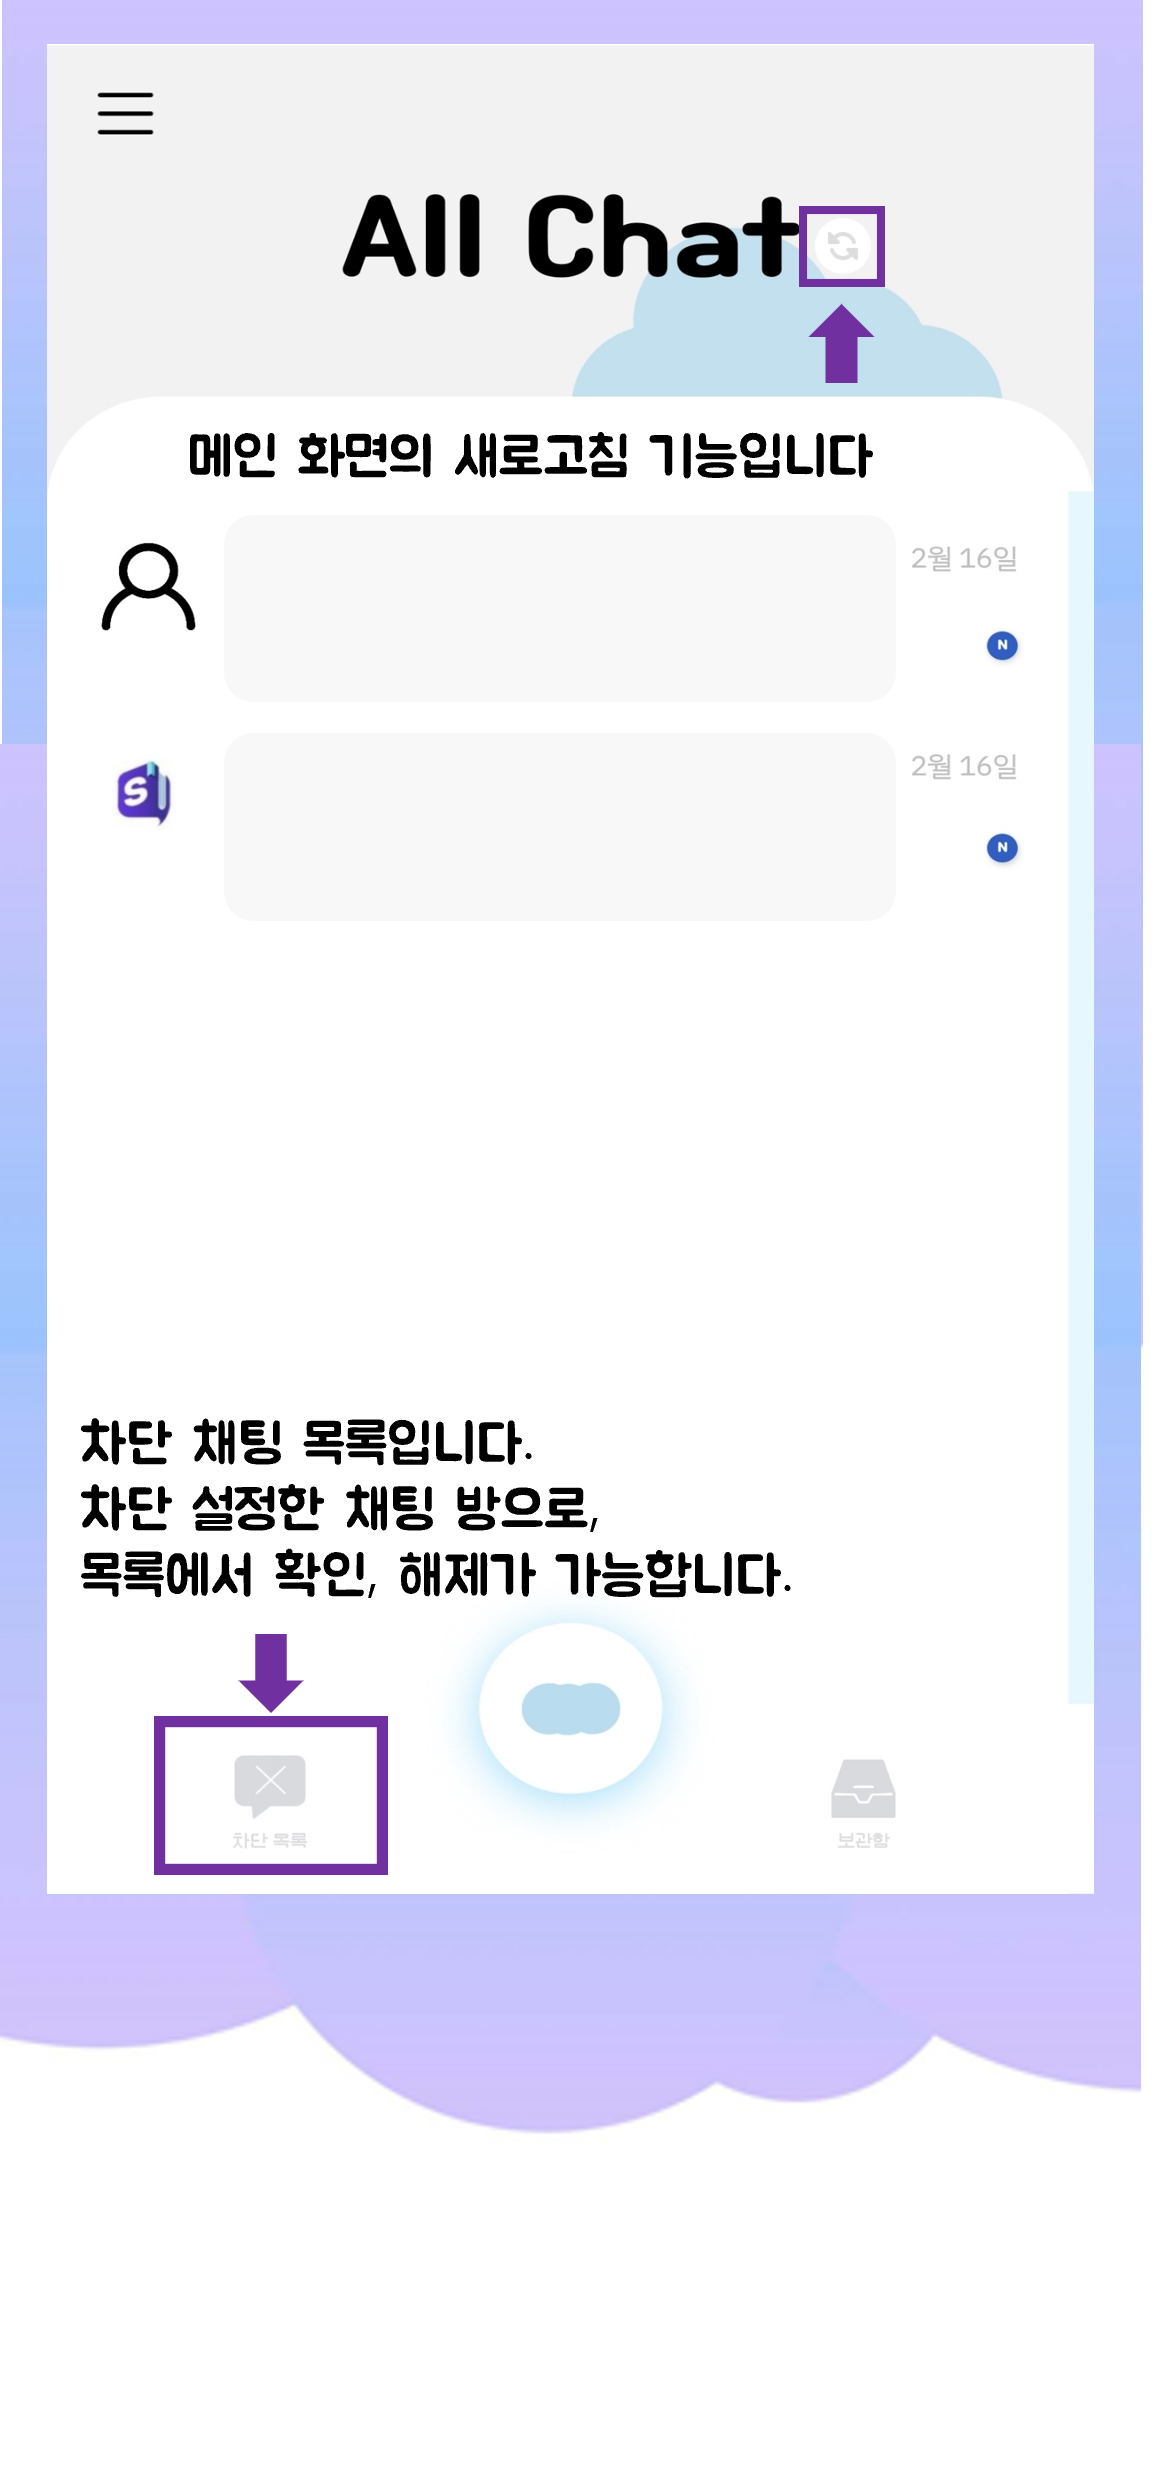 All Chat
메인 화면의 새로고침 기능입니다
2월 16일
N
S
2월 16일
N
차단 채팅 목록입니다.
차단 설정한 채팅 방으로,
목록에서 확인, 해제가 가능합니다.
차단 목록
보관함